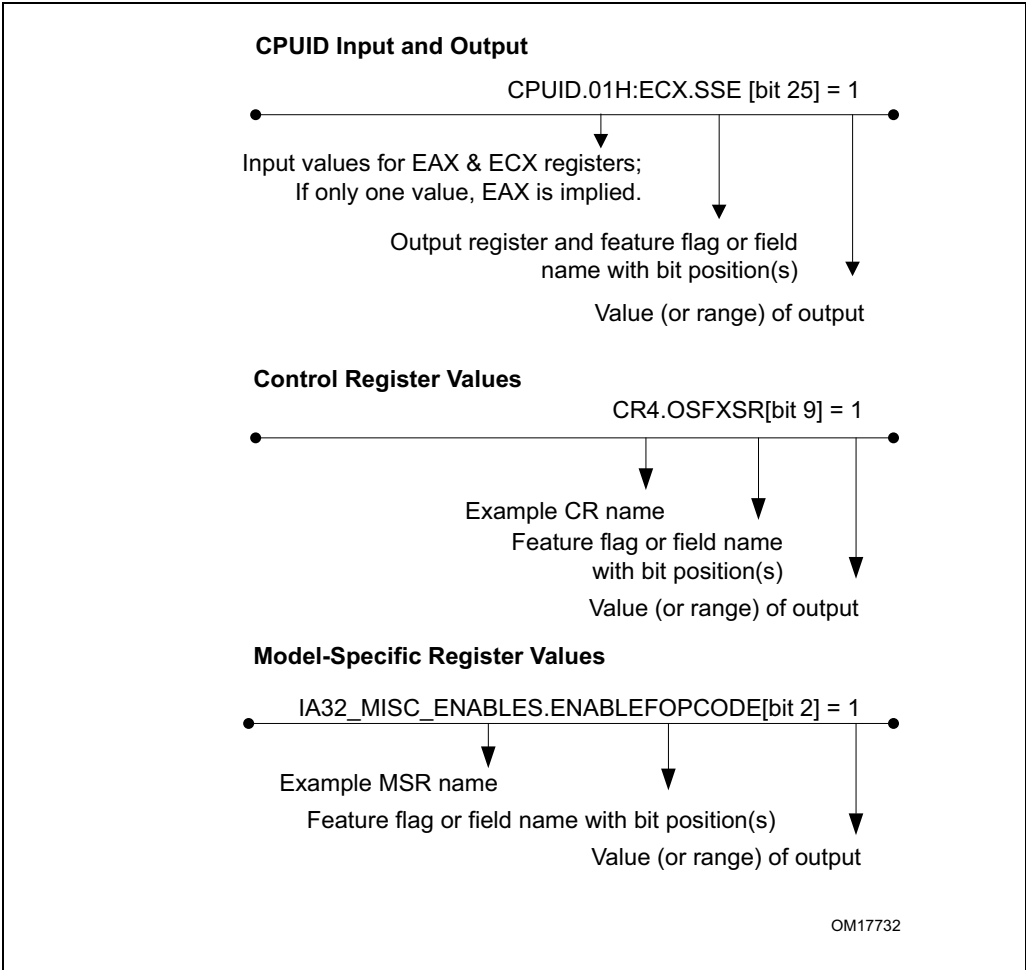 CPUID Input and Output
CPUID.01H:ECX.SSE [bit 25] = 1
Input values for EAX & ECX registers;
If only one value, EAX is implied.
Output register and feature flag or field
name with bit position(s)
Value (or range) of output
Control Register Values
CR4.OSFXSR[bit 9] = 1
Example CR name
Feature flag or field name
with bit position(s)
Value (or range) of output
Model-Specific Register Values
IA32_MISC_ENABLES.ENABLEFOPCODE[bit 2] = 1
Example MSR name
Feature flag or field name with bit position(s)
Value (or range) of output
OM17732